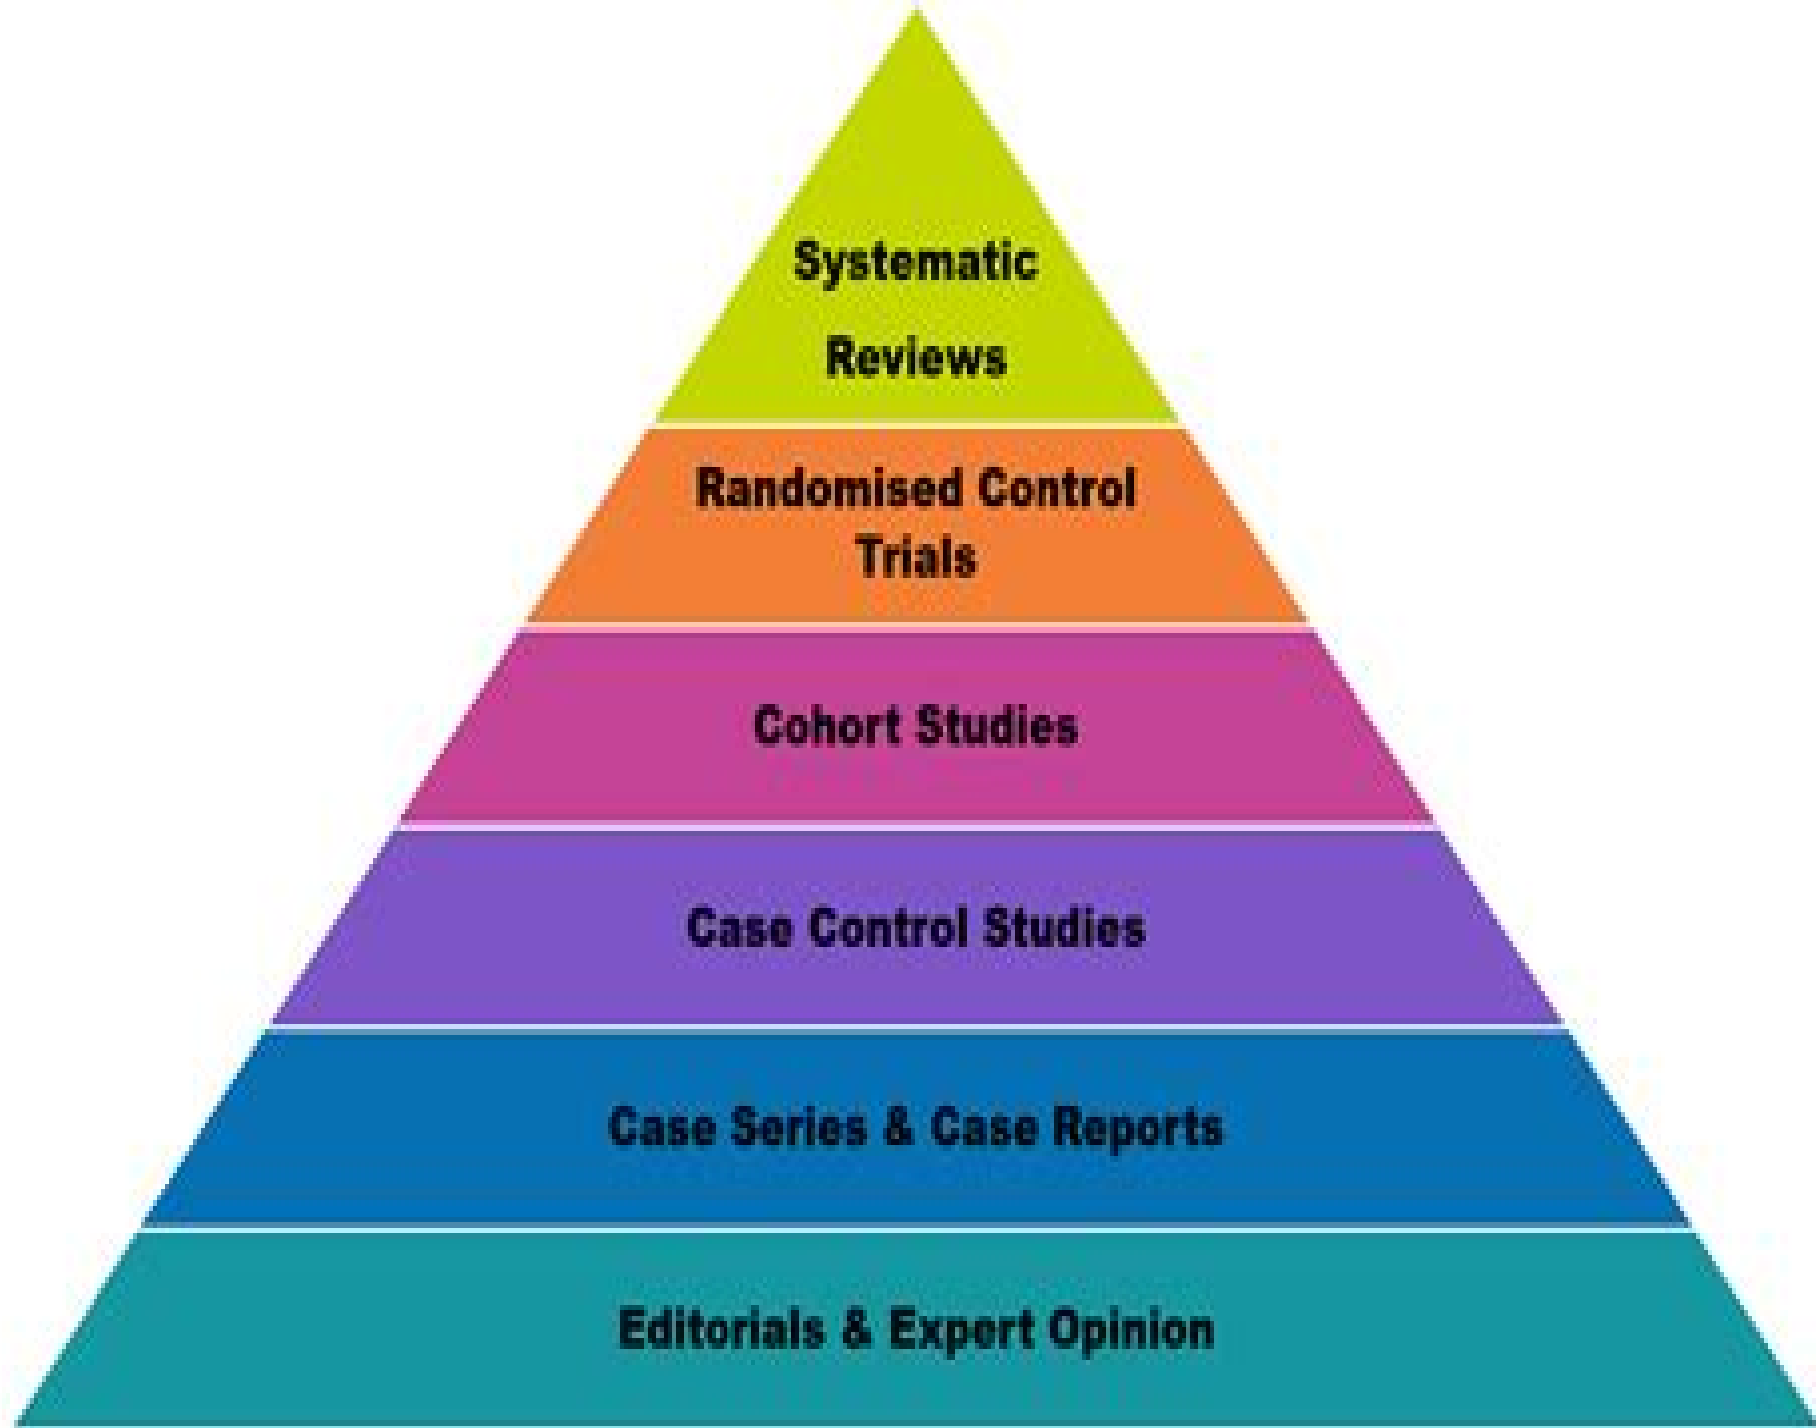 Systematic
Reviews
Randomised Control
Trials
Cohort Studies
Case Control Studies
Case Series & Case Reports
Editorials & Expert Opinion